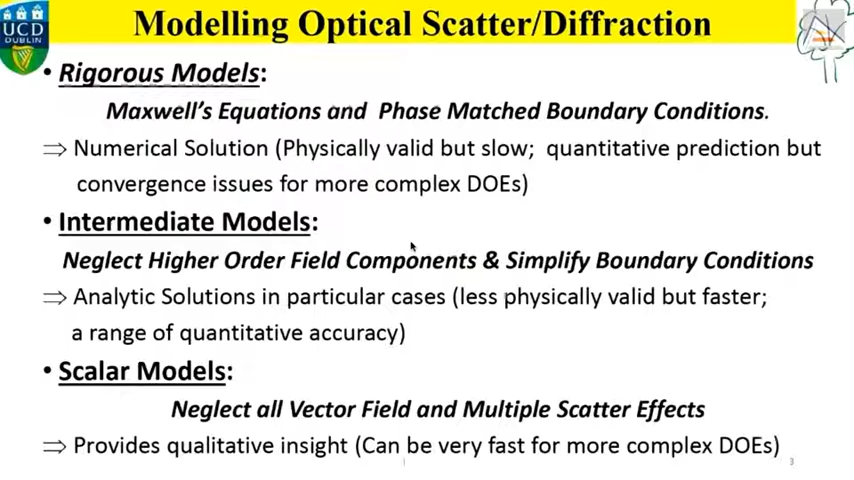 UCD
DUBLIN
Modelling Optical Scatter/Diffraction
• Rigorous Models:
Maxwell's Equations and Phase Matched Boundary Conditions.
⇒ Numerical Solution (Physically valid but slow; quantitative prediction but
convergence issues for more complex DOEs)
• Intermediate Models:
Neglect Higher Order Field Components & Simplify Boundary Conditions
⇒ Analytic Solutions in particular cases (less physically valid but faster;
a range of quantitative accuracy)
• Scalar Models:
Neglect all Vector Field and Multiple Scatter Effects
⇒ Provides qualitative insight (Can be very fast for more complex DOEs)
3